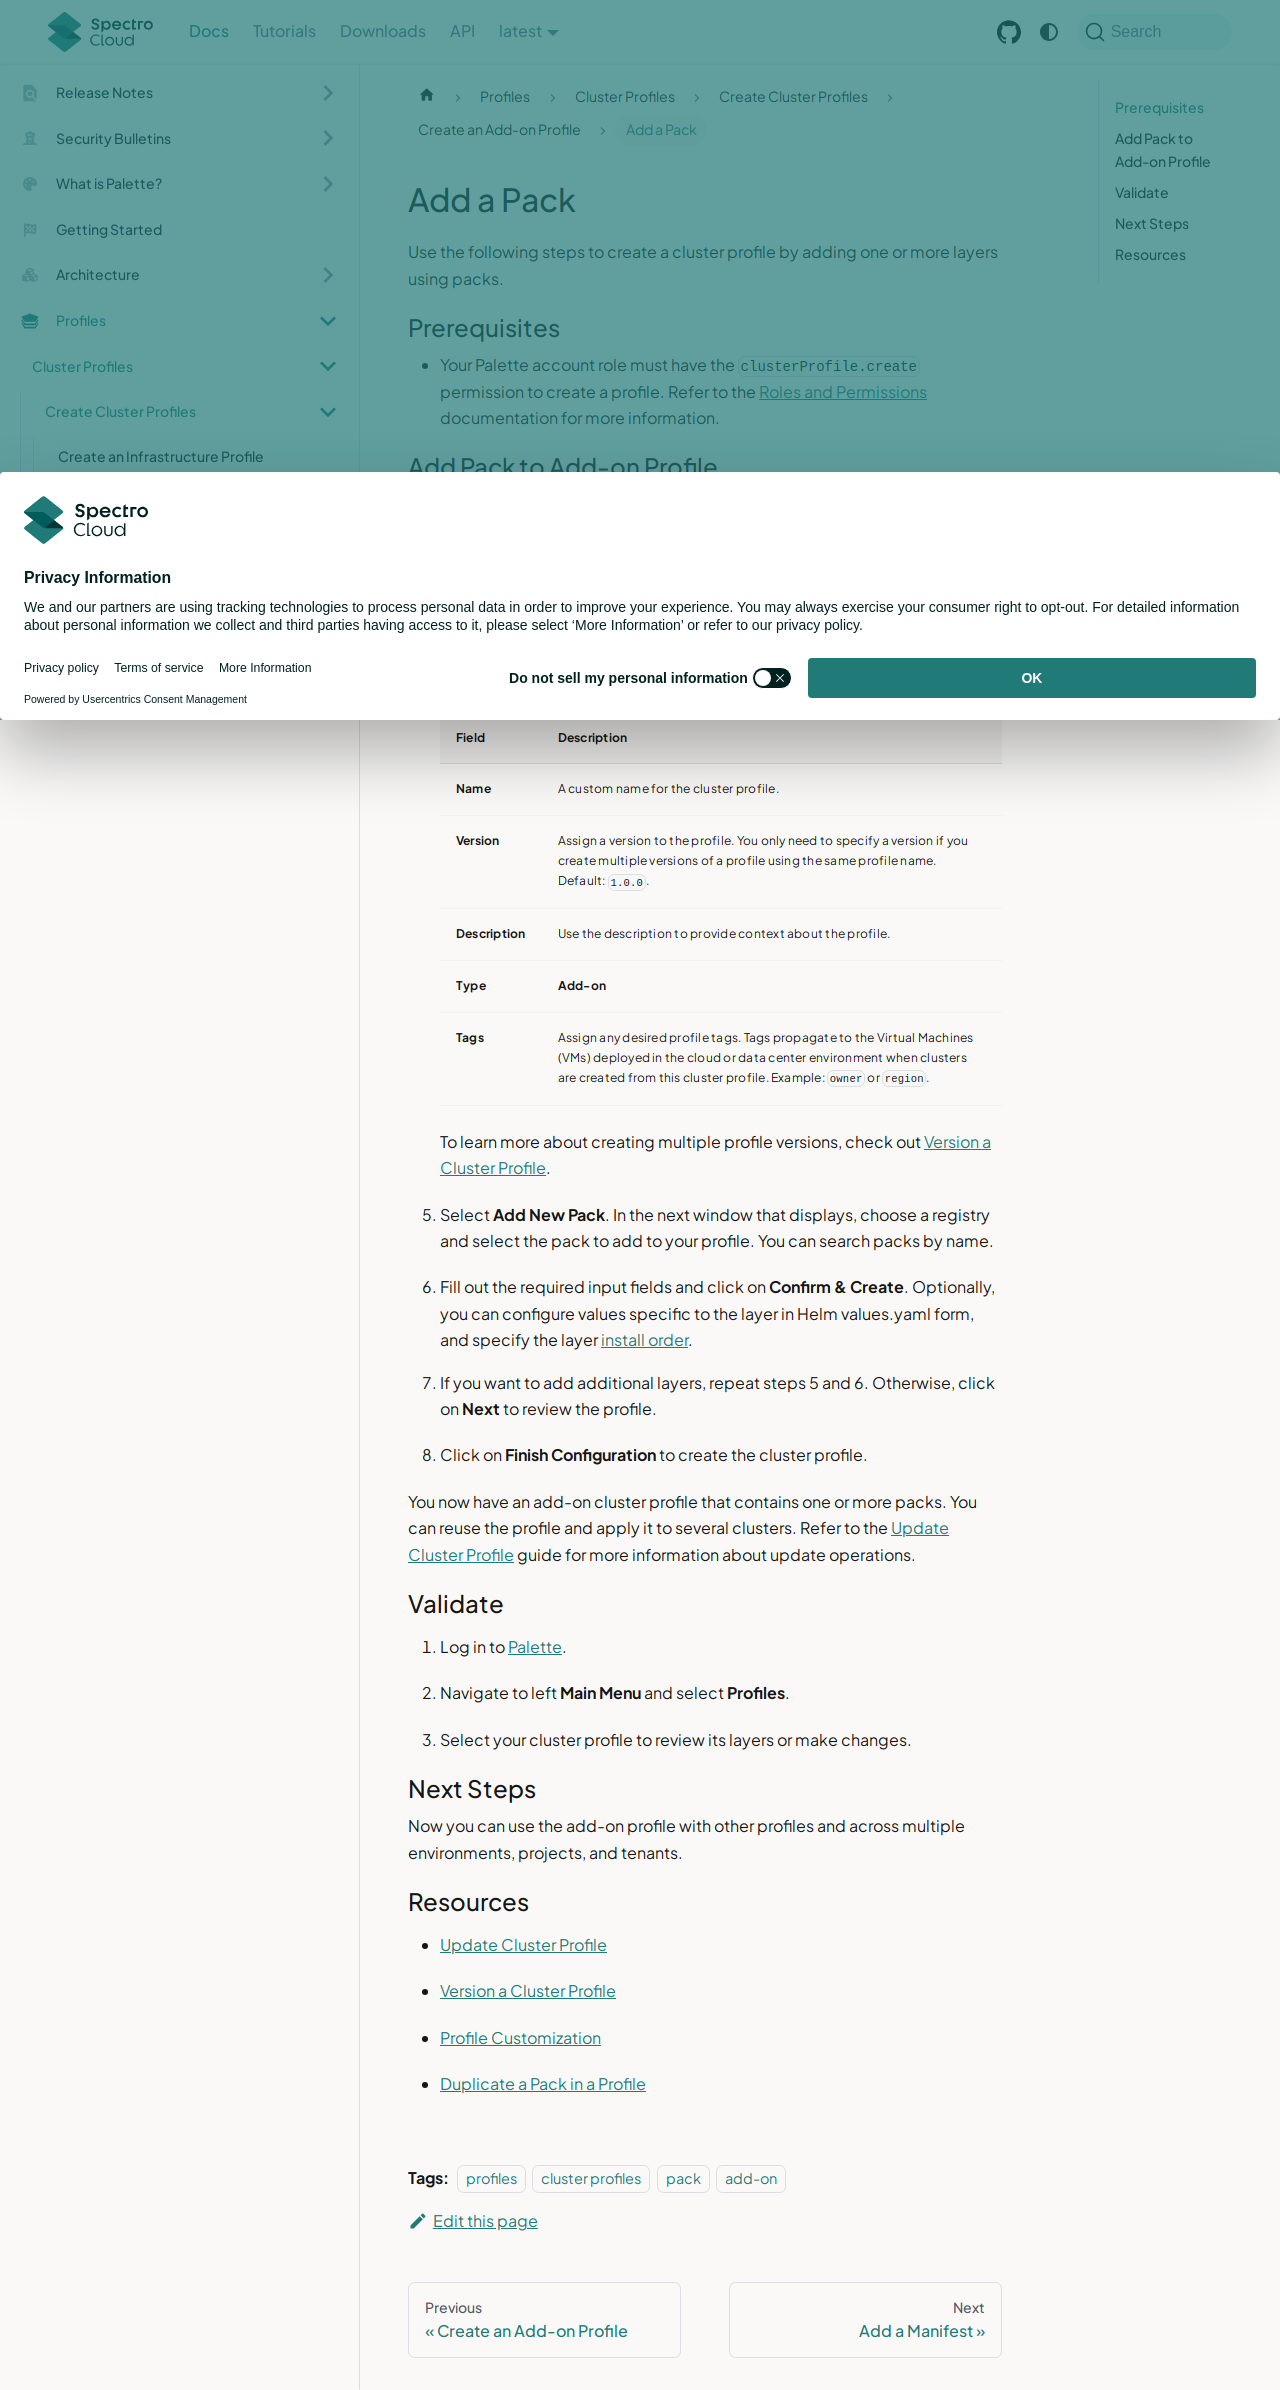 Spectro Cloud
Docs
Tutorials
Downloads
API
latest
Search
Release Notes
Security Bulletins
What is Palette?
Getting Started
Architecture
Profiles
Cluster Profiles
Create Cluster Profiles
Create an Infrastructure Profile
Profiles > Cluster Profiles > Create Cluster Profiles >
Create an Add-on Profile > Add a Pack
Prerequisites
Add Pack to
Add-on Profile
Validate
Next Steps
Resources
Add a Pack
Use the following steps to create a cluster profile by adding one or more layers
using packs.
Prerequisites
• Your Palette account role must have the clusterProfile.create
permission to create a profile. Refer to the Roles and Permissions
documentation for more information.
Add Pack to Add-on Profile
Spectro
Cloud
Privacy Information
We and our partners are using tracking technologies to process personal data in order to improve your experience. You may always exercise your consumer right to opt-out. For detailed information
about personal information we collect and third parties having access to it, please select ‘More Information’ or refer to our privacy policy.
Privacy policy
Terms of service
More Information
Powered by Usercentrics Consent Management
Do not sell my personal information
OK
Field Description
Name A custom name for the cluster profile.
Version Assign a version to the profile. You only need to specify a version if you
create multiple versions of a profile using the same profile name.
Default: 1.0.0.
Description Use the description to provide context about the profile.
Type Add-on
Tags Assign any desired profile tags. Tags propagate to the Virtual Machines
(VMs) deployed in the cloud or data center environment when clusters
are created from this cluster profile. Example: owner or region.
To learn more about creating multiple profile versions, check out Version a
Cluster Profile.
5. Select Add New Pack. In the next window that displays, choose a registry
and select the pack to add to your profile. You can search packs by name.
6. Fill out the required input fields and click on Confirm & Create. Optionally,
you can configure values specific to the layer in Helm values.yaml form,
and specify the layer install order.
7. If you want to add additional layers, repeat steps 5 and 6. Otherwise, click
on Next to review the profile.
8. Click on Finish Configuration to create the cluster profile.
You now have an add-on cluster profile that contains one or more packs. You
can reuse the profile and apply it to several clusters. Refer to the Update
Cluster Profile guide for more information about update operations.
Validate
1. Log in to Palette.
2. Navigate to left Main Menu and select Profiles.
3. Select your cluster profile to review its layers or make changes.
Next Steps
Now you can use the add-on profile with other profiles and across multiple
environments, projects, and tenants.
Resources
• Update Cluster Profile
• Version a Cluster Profile
• Profile Customization
• Duplicate a Pack in a Profile
Tags: profiles cluster profiles pack add-on
Edit this page
Previous
« Create an Add-on Profile
Next
Add a Manifest »